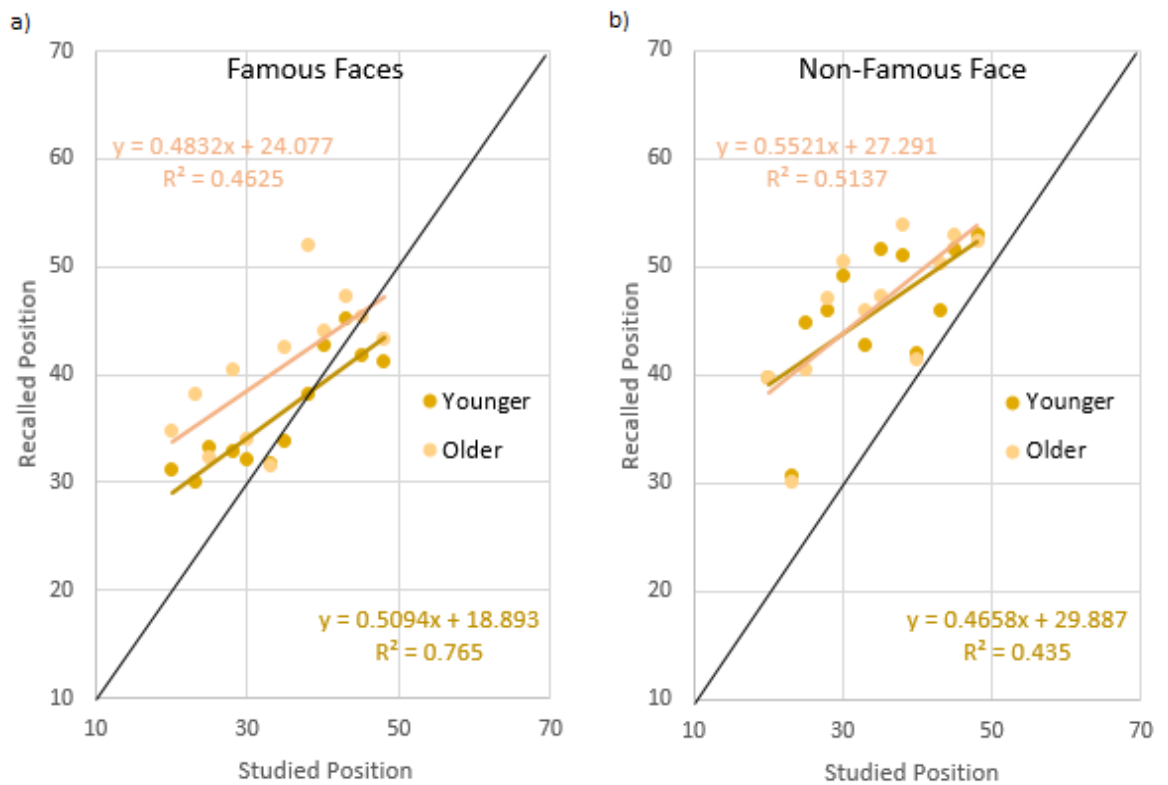 a)
Famous Faces
y = 0.4832x + 24.077
R² = 0.4625
Younger
Older
y = 0.5094x + 18.893
R² = 0.765
Recalled Position
70
60
50
40
30
20
10
10
30
50
70
Studied Position
b)
Non-Famous Face
y = 0.5521x + 27.291
R² = 0.5137
Younger
Older
y = 0.4658x + 29.887
R² = 0.435
Recalled Position
70
60
50
40
30
20
10
10
30
50
70
Studied Position